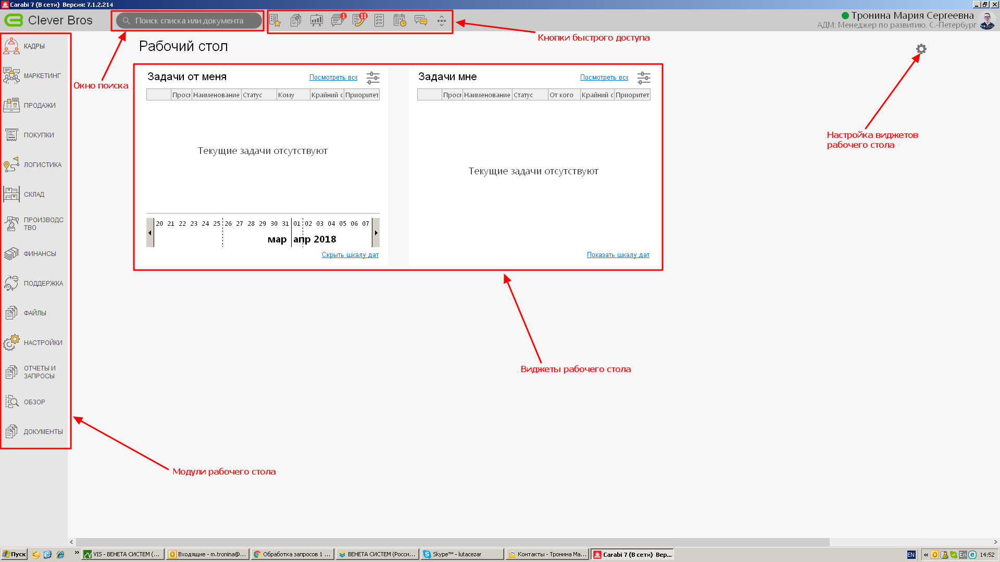 Carabi 7 (В сети) Версия: 7.1.2.214
Clever Bros
Поиск списка или документа
1
11
Тронина Мария Сергеевна
АДМ: Менеджер по развитию. С.-Петербург
Кнопки быстрого доступа
Рабочий стол
Окно поиска
Настройка виджетов
рабочего стола
КАДРЫ
МАРКЕТИНГ
ПРОДАЖИ
ПОКУПКИ
ЛОГИСТИКА
СКЛАД
ПРОИЗВОДС
ТВО
ФИНАНСЫ
ПОДДЕРЖКА
ФАЙЛЫ
НАСТРОЙКИ
ОТЧЕТЫ И
ЗАПРОСЫ
ОБЗОР
ДОКУМЕНТЫ
Задачи от меня
Посмотреть все
Просм Наименование Статус Кому Крайний с Приоритет
Текущие задачи отсутствуют
20 21 22 23 24 25 26 27 28 29 30 31 01 02 03 04 05 06 07
мар апр 2018
Скрыть шкалу дат
Задачи мне
Посмотреть все
Просм Наименование Статус От кого Крайний с Приоритет
Текущие задачи отсутствуют
Показать шкалу дат
Виджеты рабочего стола
Модули рабочего стола
Пуск
VIS - ВЕНЕТА СИСТЕМ (...
Входящие - m.tronina@...
Обработка запросов 1 ...
ВЕНЕТА СИСТЕМ (Росси...
Skype™ - lutacezar
Контакты - Тронина Ма...
Carabi 7 (В сети) Вер...
EN
En
14:52